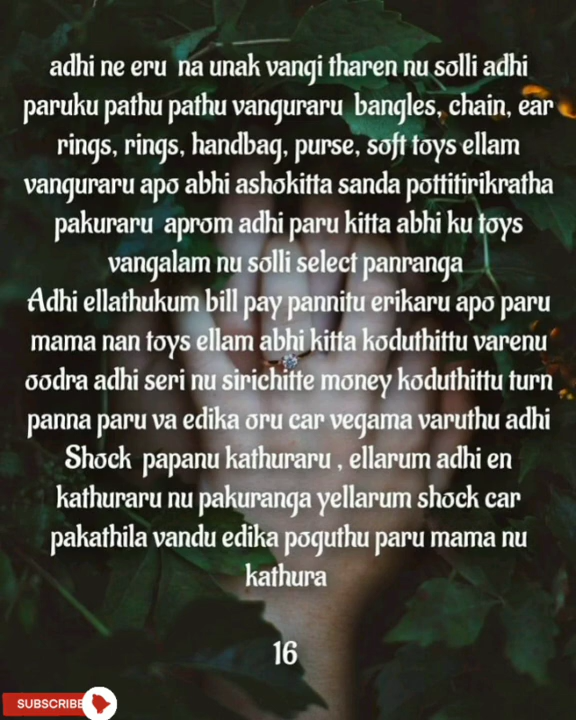 adhi ne eru na unak vangi tharen nu solli adhi
paruku pathu pathu vanguraru bangles, chain, ear
rings, rings, handbag, purse, soft toys ellam
vanguraru apo abhi ashokitta sanda pottitirikratha
pakuraru aprom adhi paru kitta abhi ku toys
vangalam nu solli select panranga
Adhi ellathukum bill pay pannitu erikaru apo paru
mama nan toys ellam abhi kitta koduthittu varenu
oodra adhi seri nu sirichitte money koduthittu turn
panna paru va edika oru car vegama varuthu adhi
Shock papanu kathuraru , ellarum adhi en
kathuraru nu pakuranga yellarum shock car
pakathila vandu edika poguthu paru mama nu
kathura
16
SUBSCRIBE